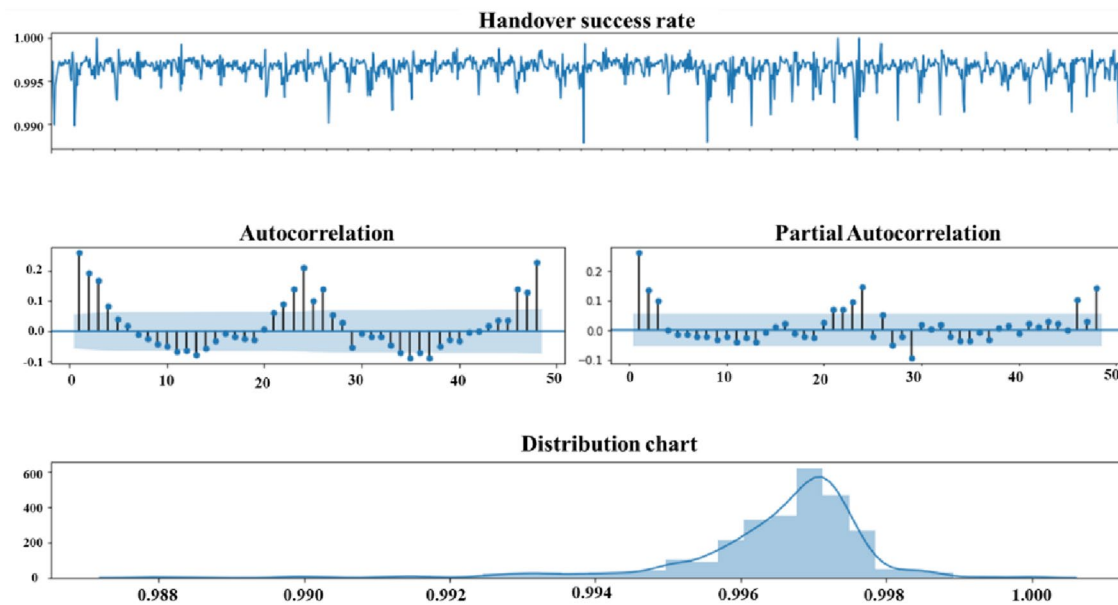 Handover success rate
1.000
0.995
0.990
Autocorrelation
0.2
0.1
0.0
-0.1
0 10 20 30 40 50
Partial Autocorrelation
0.2
0.1
0.0
-0.1
0 10 20 30 40 50
Distribution chart
600
400
200
0
0.988 0.990 0.992 0.994 0.996 0.998 1.000